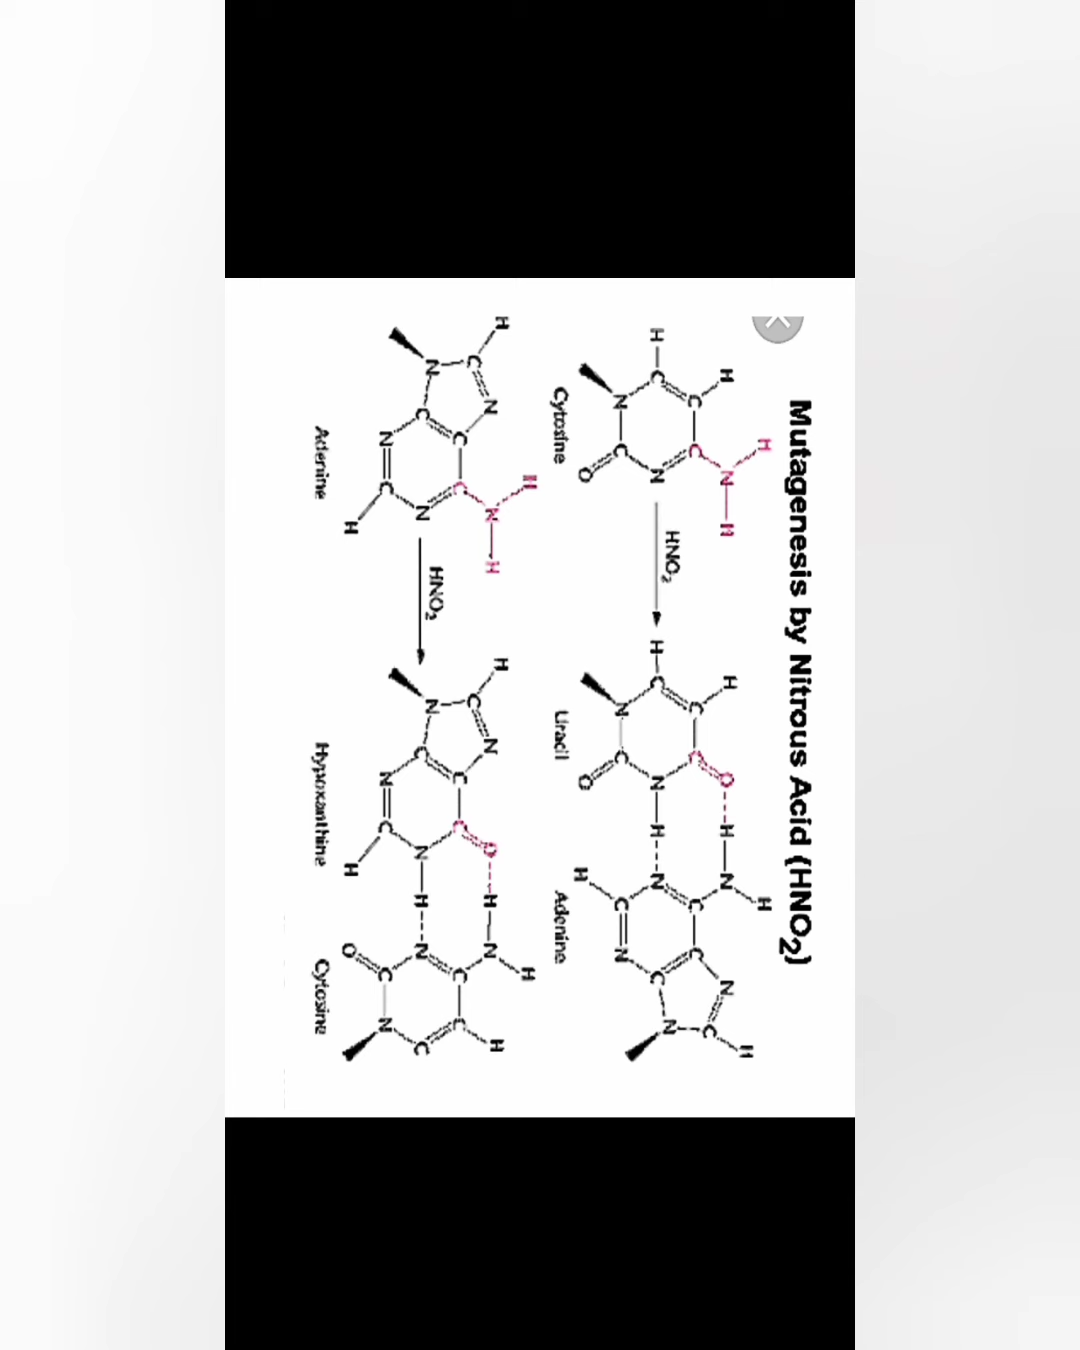 Mutagenesis by Nitrous Acid (HNO₂)
HNO₂
Cytosine
Uracil
Adenine
HNO₂
Adenine
Hypoxanthine
Cytosine